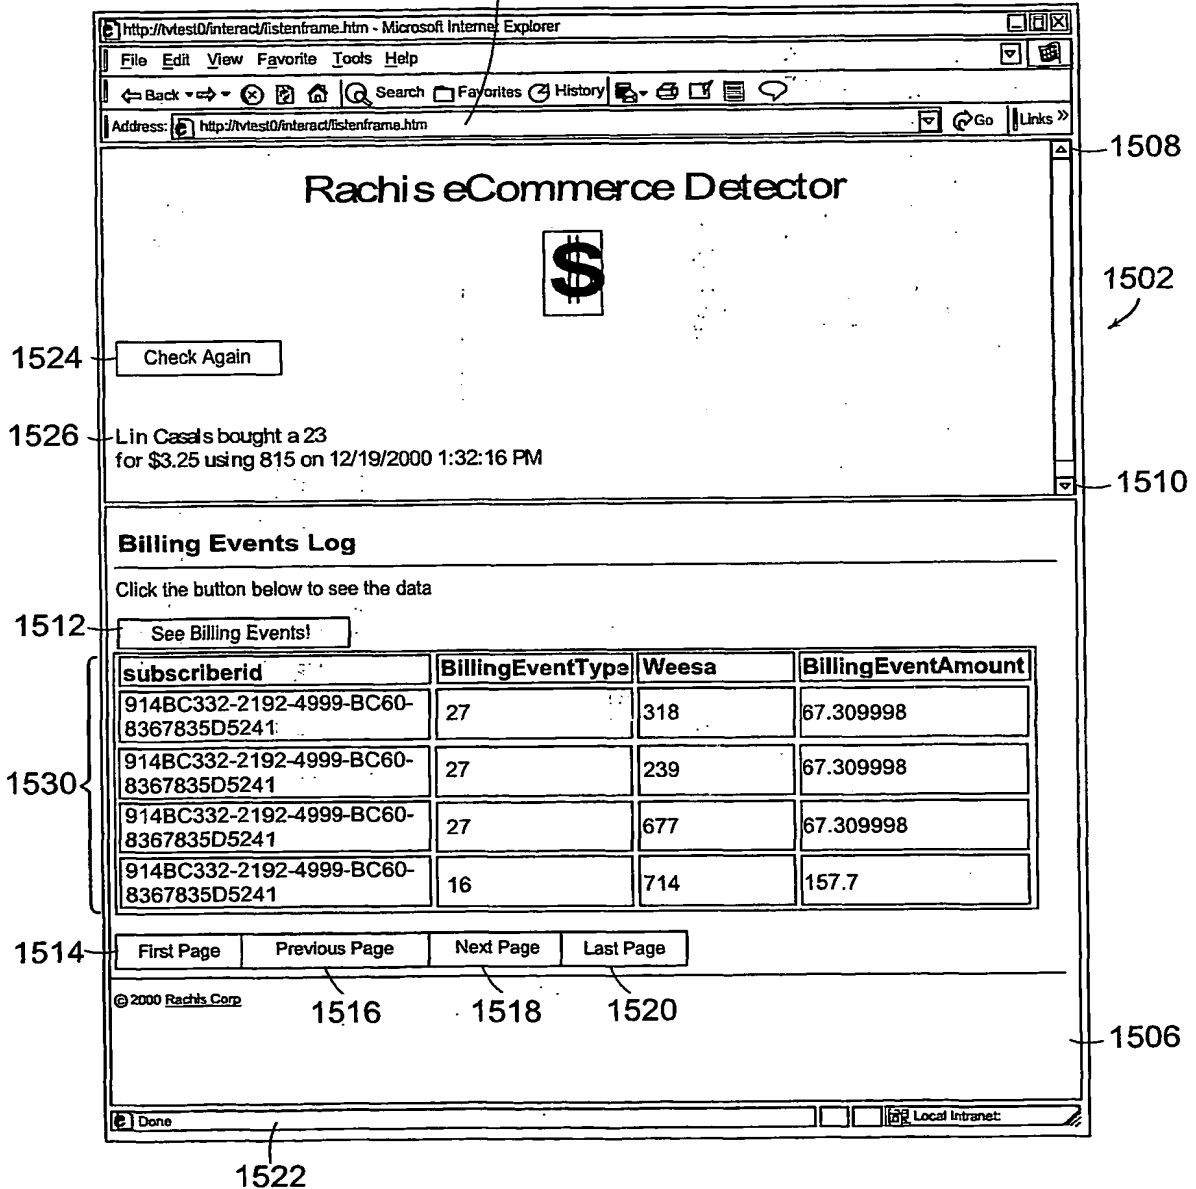 http://tvtest0/interact/listenframe.htm - Microsoft Internet Explorer
File Edit View Favorite Tools Help
Back Search Favorites History
Address: http://tvtest0/interact/listenframe.htm Go Links »
1508
Rachis eCommerce Detector
$
1502
1524 Check Again
1526 Lin Casals bought a 23
for $3.25 using 815 on 12/19/2000 1:32:16 PM
1510
Billing Events Log
Click the button below to see the data
1512 See Billing Events!
subscriberid BillingEventType Weesa BillingEventAmount
914BC332-2192-4999-BC60-
8367835D5241 27 318 67.309998
914BC332-2192-4999-BC60-
8367835D5241 27 239 67.309998
1530
914BC332-2192-4999-BC60-
8367835D5241 27 677 67.309998
914BC332-2192-4999-BC60-
8367835D5241 16 714 157.7
1514 First Page Previous Page Next Page Last Page
© 2000 Rachis Corp
1516 1518 1520
1506
Done Local Intranet:
1522